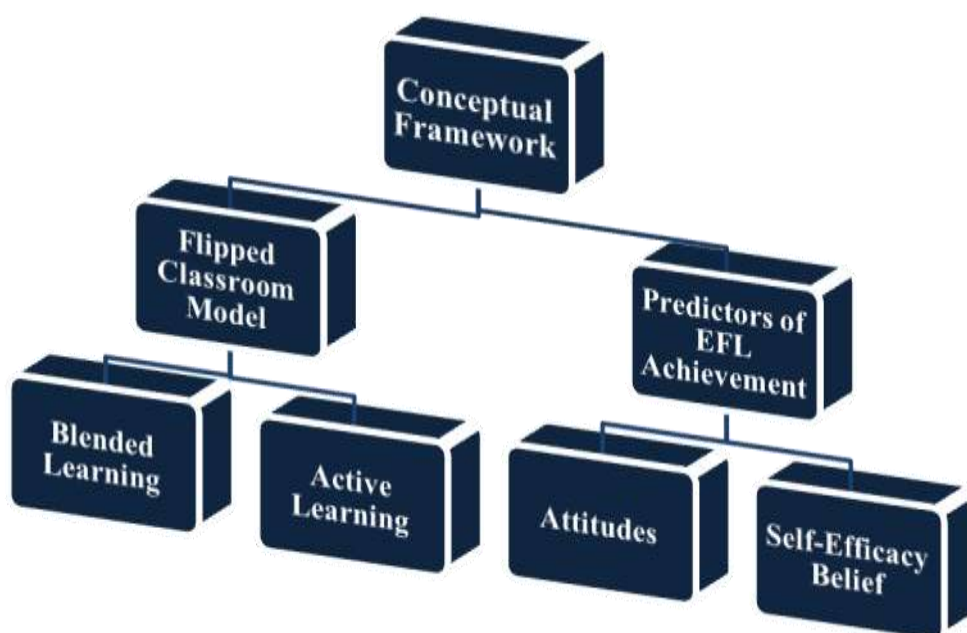 Conceptual
Framework
Flipped
Classroom
Model
Predictors of
EFL
Achievement
Blended
Learning
Active
Learning
Attitudes
Self-Efficacy
Belief